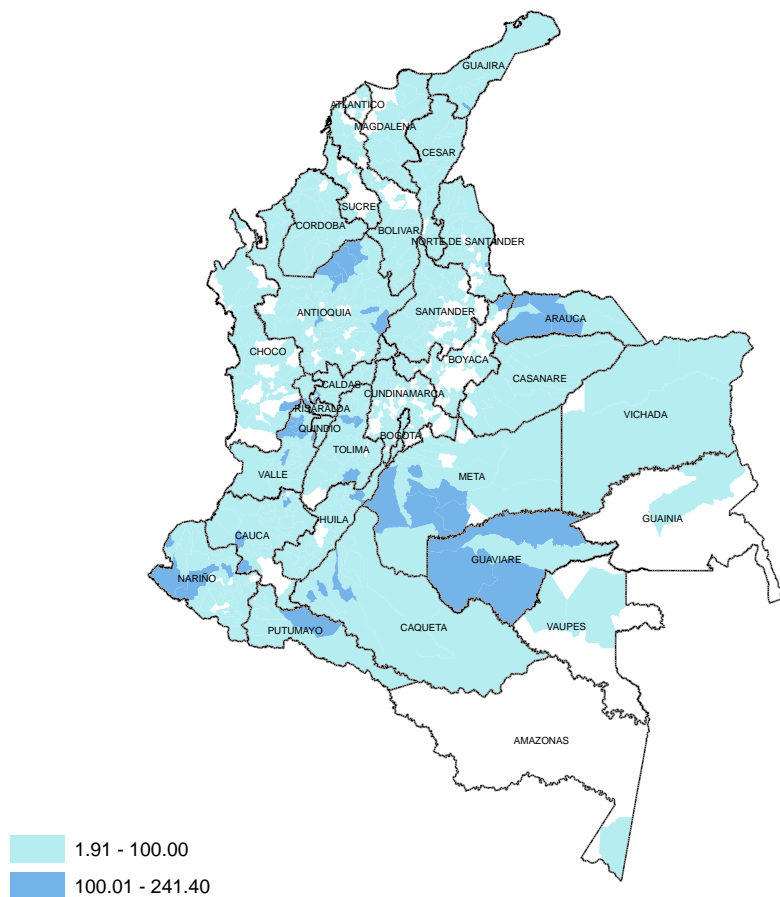 GUAJIRA
ATLANTICO
MAGDALENA
CESAR
SUCRE
CORDOBA
BOLIVAR
NORTE DE SANTANDER
ANTIOQUIA
SANTANDER
ARAUCA
CHOCO
BOYACA
CALDAS
CUNDINAMARCA
CASANARE
RISARALDA
VICHADA
QUINDIO
BOGOTA
TOLIMA
VALLE
META
HUILA
GUAINIA
CAUCA
GUAVIARE
NARIÑO
PUTUMAYO
CAQUETA
VAUPES
AMAZONAS
1.91 - 100.00
100.01 - 241.40